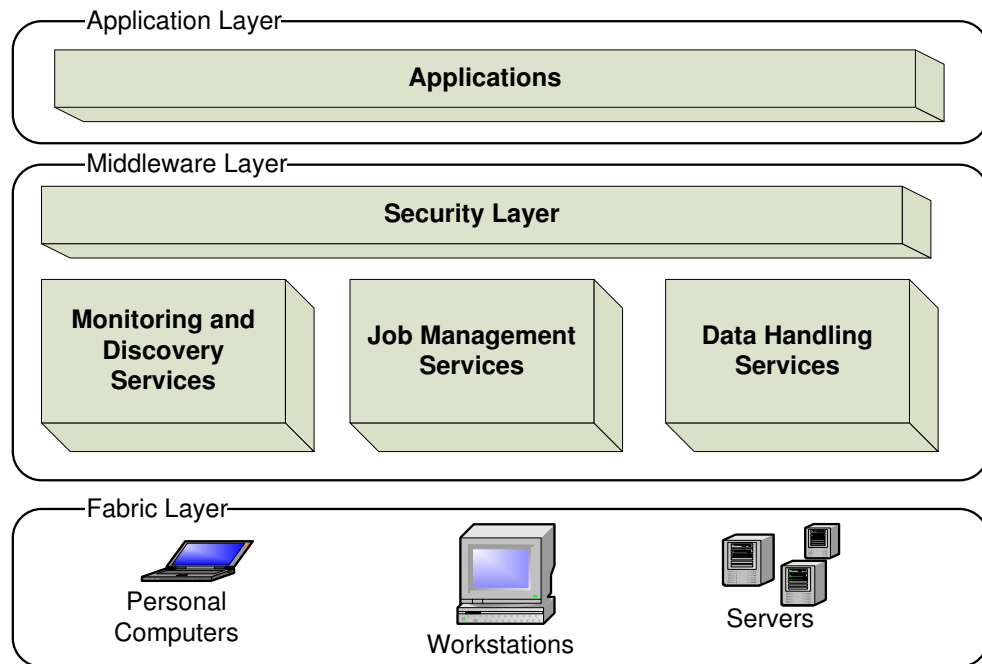 Application Layer
Applications
Middleware Layer
Security Layer
Monitoring and
Discovery
Services
Job Management
Services
Data Handling
Services
Fabric Layer
Personal
Computers
Workstations
Servers